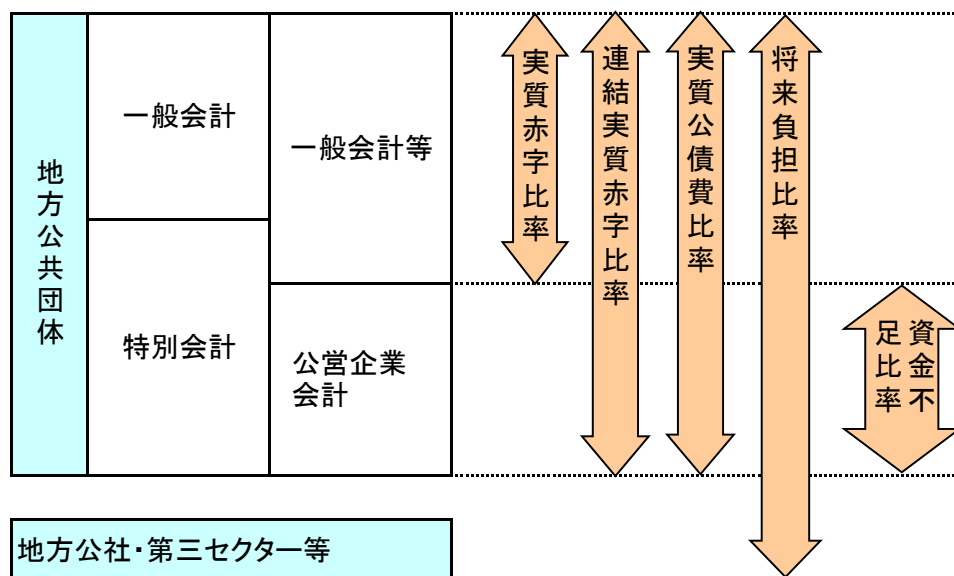 地方公共団体
一般会計
特別会計
一般会計等
公営企業
会計
実質赤字比率
連結実質赤字比率
実質公債費比率
将来負担比率
資金不
足比率
地方公社・第三セクター等